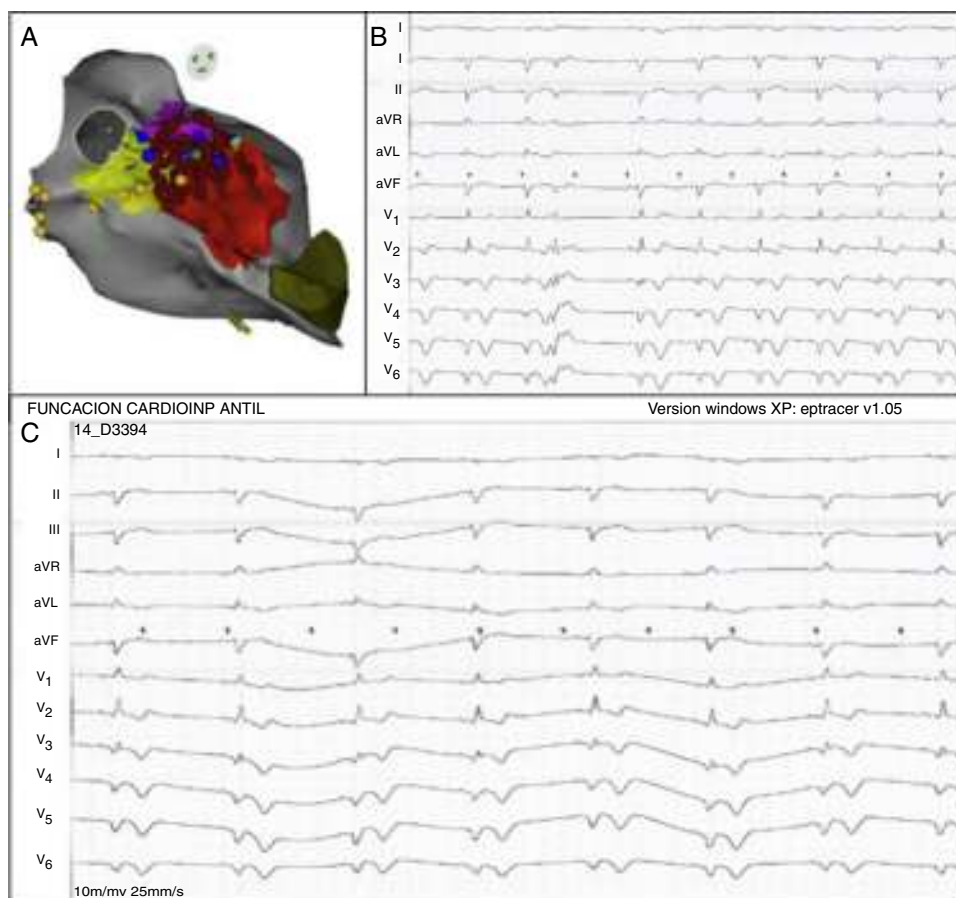 A
B
I
I
II
aVR
aVL
aVF
V1
V2
V3
V4
V5
V6
FUNCACION CARDIOINP ANTIL
Version windows XP: eptracer v1.05
C
14_D3394
I
II
III
aVR
aVL
aVF
V1
V2
V3
V4
V5
V6
10m/mv 25mm/s